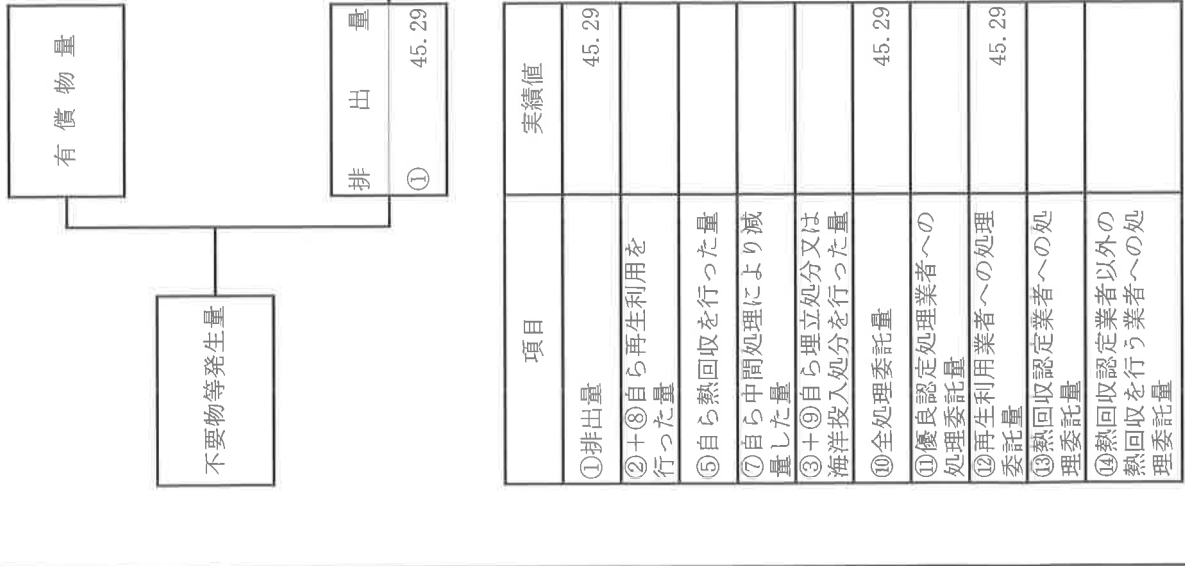 有償物量
不要物等発生量
排出量
① 45.29
項目 実績値
①排出量 45.29
②+⑧自ら再生利用を
行った量
⑤自ら熱回収を行った量
⑦自ら中間処理により減
量した量
③+⑨自ら埋立処分又は
海洋投入処分を行った量
⑩全処理委託量 45.29
⑪優良認定処理業者への
処理委託量
⑫再生利用業者への処理
委託量 45.29
⑬熱回収認定業者への処
理委託量
⑭熱回収認定業者以外の
熱回収を行う業者への処
理委託量